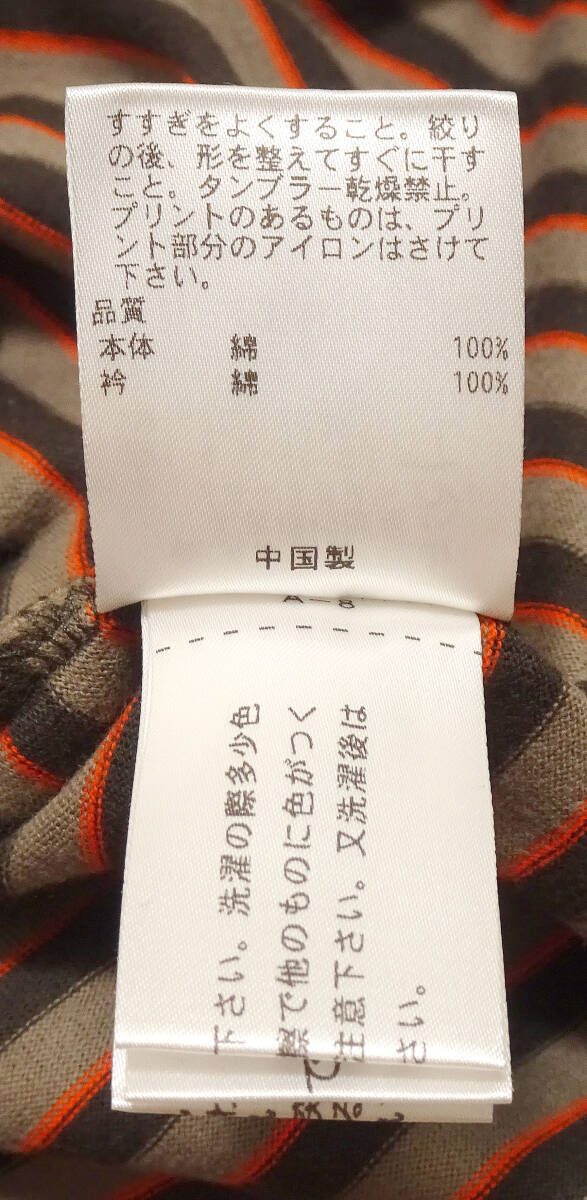 すすぎをよくすること。絞り
の後、形を整えてすぐに干す
こと。タンブラー乾燥禁止。
プリントのあるものは、プリ
ント部分のアイロンはさけて
下さい。
品質
本体 綿 100%
衿 綿 100%
中国製
A-8
下さい。洗濯の際多少色
際で他のものに色がつく
注意下さい。又洗濯後は
さい。